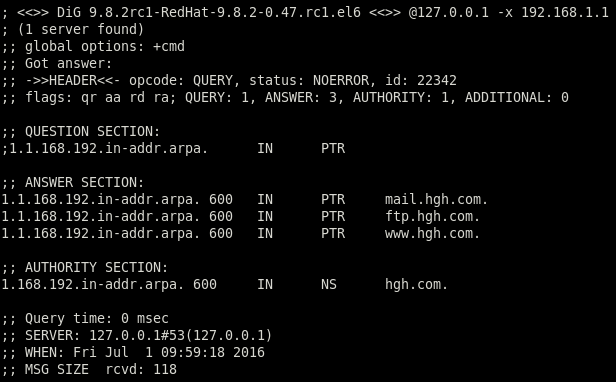 ; <<>> DiG 9.8.2rc1-RedHat-9.8.2-0.47.rc1.el6 <<>> @127.0.0.1 -x 192.168.1.1
; (1 server found)
;; global options: +cmd
;; Got answer:
;; ->>HEADER<<- opcode: QUERY, status: NOERROR, id: 22342
;; flags: qr aa rd ra; QUERY: 1, ANSWER: 3, AUTHORITY: 1, ADDITIONAL: 0

;; QUESTION SECTION:
;1.1.168.192.in-addr.arpa.      IN      PTR

;; ANSWER SECTION:
1.1.168.192.in-addr.arpa. 600   IN      PTR     mail.hgh.com.
1.1.168.192.in-addr.arpa. 600   IN      PTR     ftp.hgh.com.
1.1.168.192.in-addr.arpa. 600   IN      PTR     www.hgh.com.

;; AUTHORITY SECTION:
1.168.192.in-addr.arpa. 600     IN      NS      hgh.com.

;; Query time: 0 msec
;; SERVER: 127.0.0.1#53(127.0.0.1)
;; WHEN: Fri Jul  1 09:59:18 2016
;; MSG SIZE  rcvd: 118